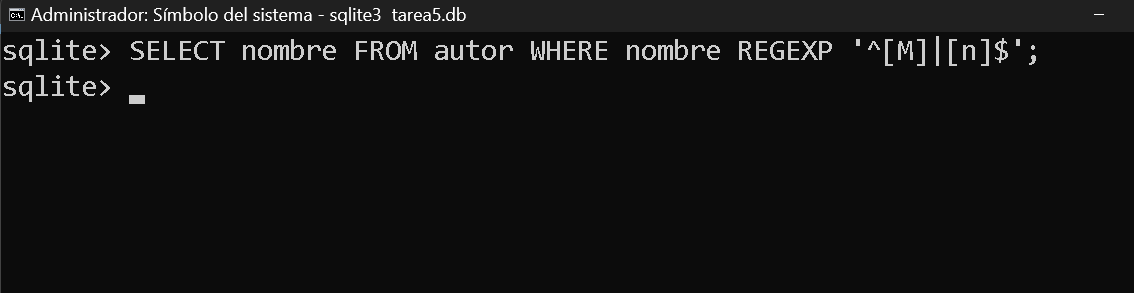 Administrador: Símbolo del sistema - sqlite3 tarea5.db
sqlite> SELECT nombre FROM autor WHERE nombre REGEXP '^[M]|[n]$';
sqlite>